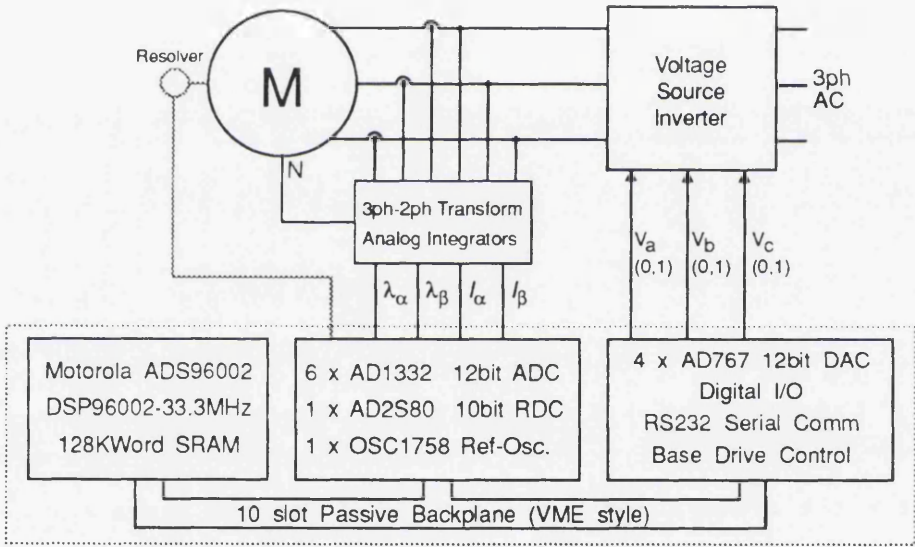 Resolver
M
N
Voltage
Source
Inverter
3ph
AC
3ph-2ph Transform
Analog Integrators
λα λβ Iα Iβ
Va Vb Vc
(0,1) (0,1) (0,1)
Motorola ADS96002
DSP96002-33.3MHz
128KWord SRAM
6 x AD1332 12bit ADC
1 x AD2S80 10bit RDC
1 x OSC1758 Ref-Osc.
4 x AD767 12bit DAC
Digital I/O
RS232 Serial Comm
Base Drive Control
10 slot Passive Backplane (VME style)